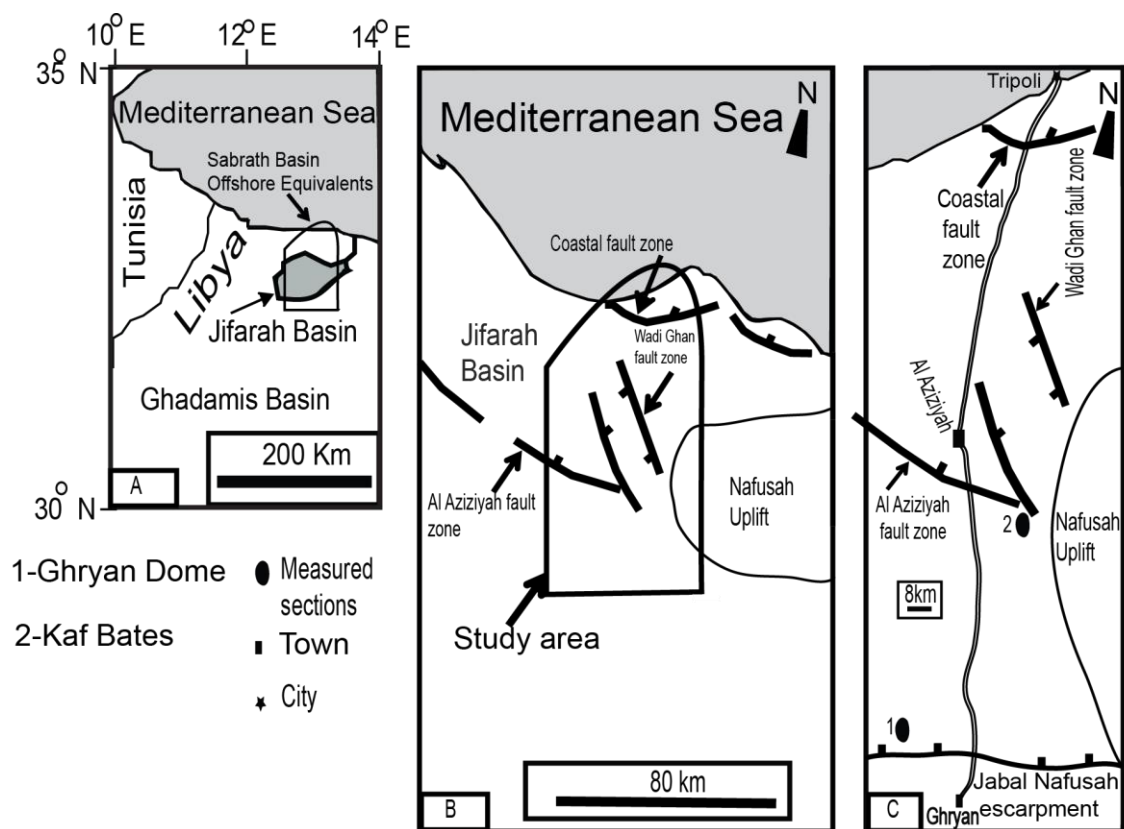 10° E
12° E
14° E
35° N
Mediterranean Sea
Sabrath Basin
Offshore Equivalents
Tunisia
Libya
Jifarah Basin
Ghadamis Basin
200 Km
A
30° N
1-Ghryan Dome
2-Kaf Bates
Measured
sections
Town
City
Mediterranean Sea
N
Coastal fault zone
Jifarah
Basin
Wadi Ghan
fault zone
Al Aziziyah fault
zone
Nafusah
Uplift
Study area
80 km
B
Tripoli
N
Coastal
fault
zone
Wadi Ghan fault zone
Al Aziziyah
Al Aziziyah
fault zone
2
Nafusah
Uplift
8km
1
Jabal Nafusah
escarpment
Ghryan
C